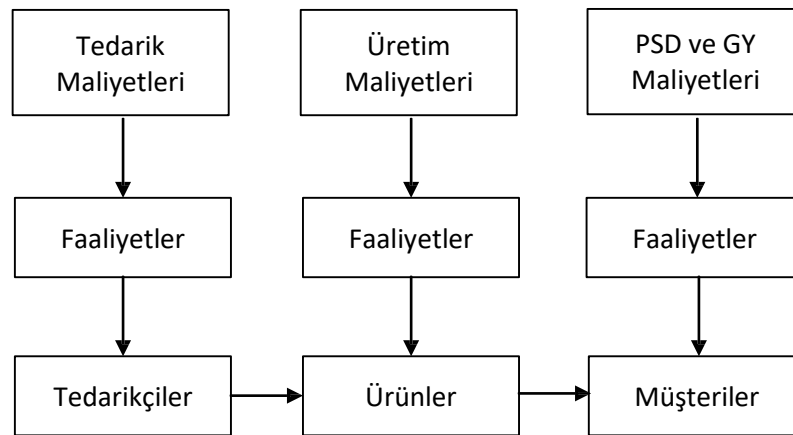 Tedarik
Maliyetleri
Üretim
Maliyetleri
PSD ve GY
Maliyetleri
Faaliyetler
Faaliyetler
Faaliyetler
Tedarikçiler
Ürünler
Müşteriler